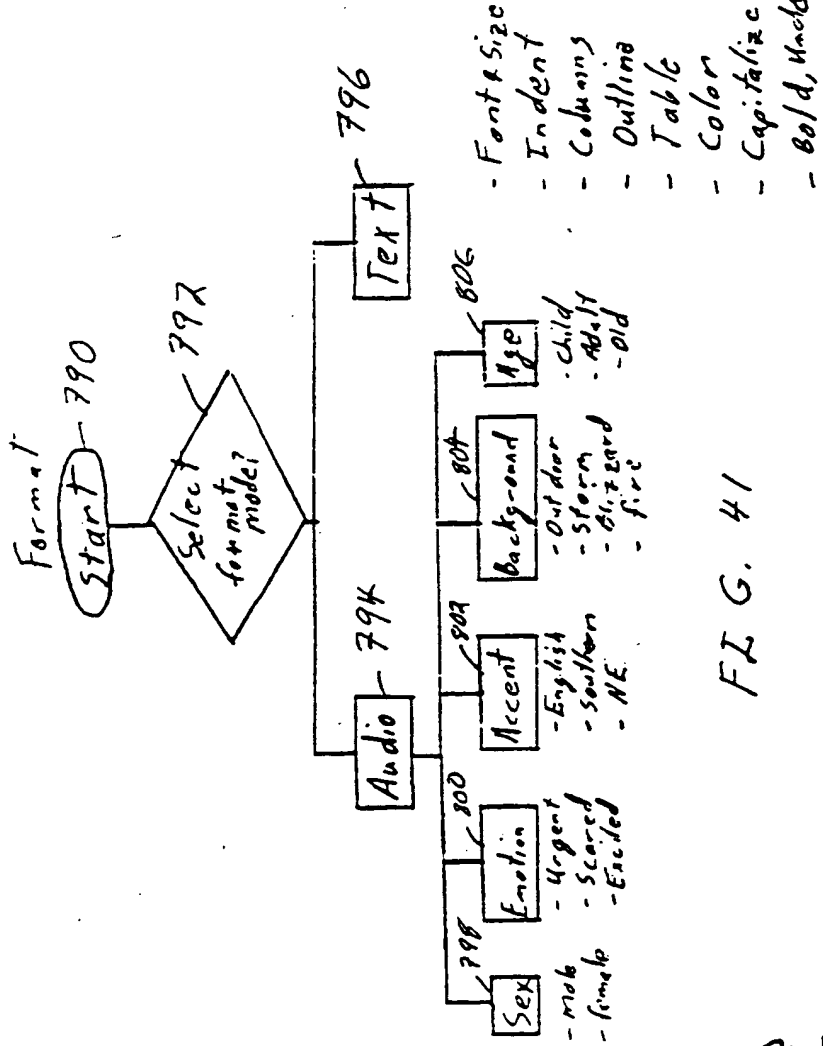 Format
Start
790
Select
format
mode?
792
Audio
794
Text
796
- Font & Size
- Indent
- Columns
- Outline
- Table
- Color
- Capitalize
- Bold,
Sex
798
- male
- female
Emotion
800
- Urgent
- Scared
- Excited
Accent
802
- English
- Southern
- NE
Background
804
- Outdoor
- Storm
- Blizzard
- fire
Age
806
- Child
- Adult
- Old
FIG. 41